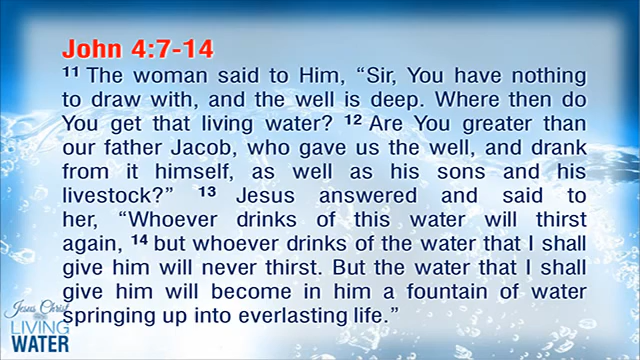 John 4:7-14
11 The woman said to Him, “Sir, You have nothing
to draw with, and the well is deep. Where then do
You get that living water? 12 Are You greater than
our father Jacob, who gave us the well, and drank
from it himself, as well as his sons and his
livestock?” 13 Jesus answered and said to
her, “Whoever drinks of this water will thirst
again, 14 but whoever drinks of the water that I shall
give him will never thirst. But the water that I shall
give him will become in him a fountain of water
springing up into everlasting life.”
Jesus Christ
LIVING
WATER